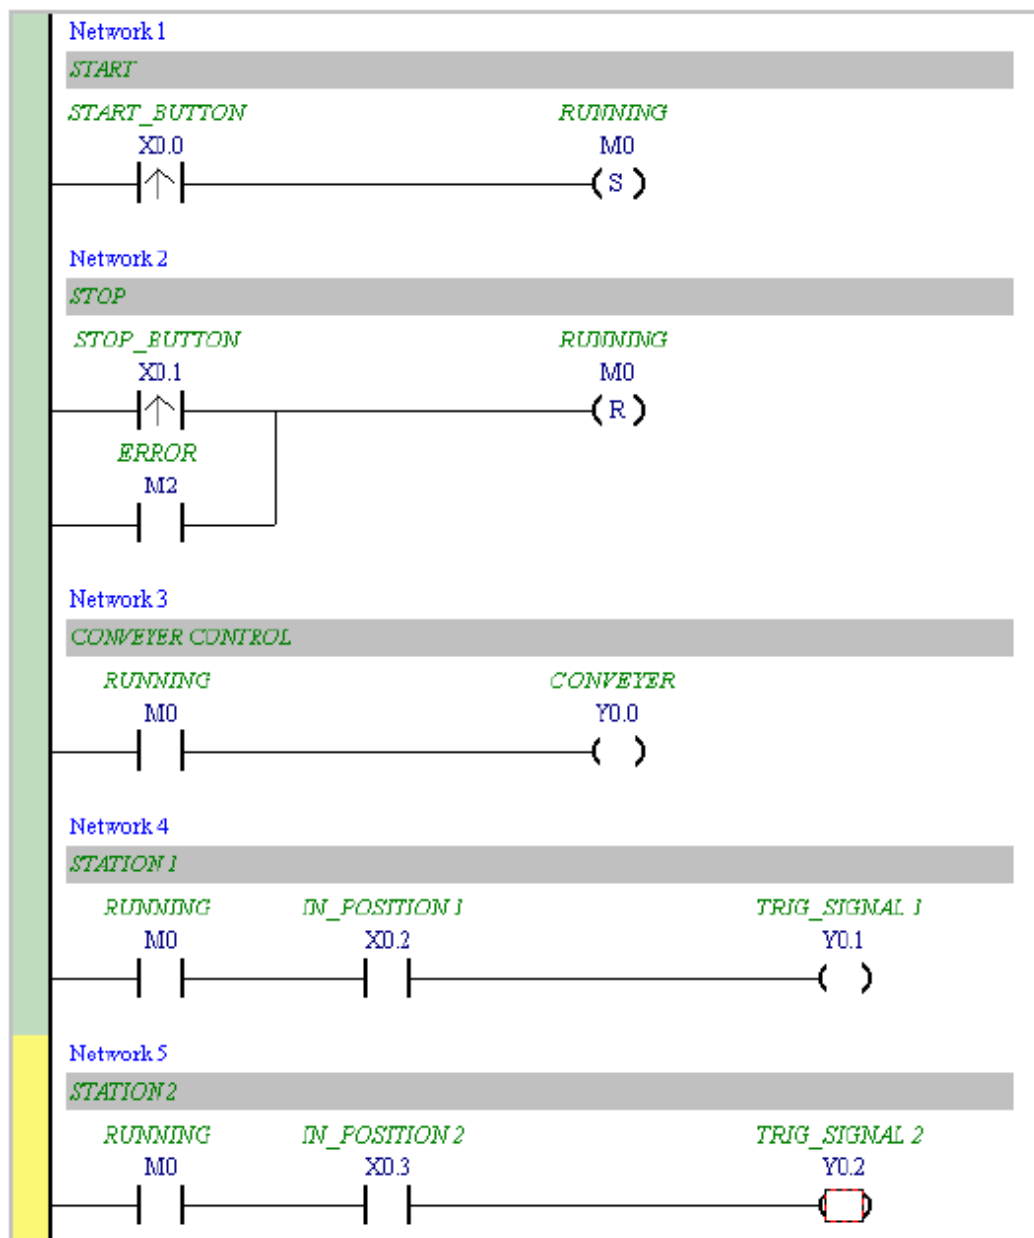 Network 1
START
START_BUTTON RUNNING
X0.0 M0
S
Network 2
STOP
STOP_BUTTON RUNNING
X0.1 M0
R
ERROR
M2
Network 3
CONVEYER CONTROL
RUNNING CONVEYER
M0 Y0.0
Network 4
STATION 1
RUNNING IN_POSITION 1 TRIG_SIGNAL 1
M0 X0.2 Y0.1
Network 5
STATION 2
RUNNING IN_POSITION 2 TRIG_SIGNAL 2
M0 X0.3 Y0.2